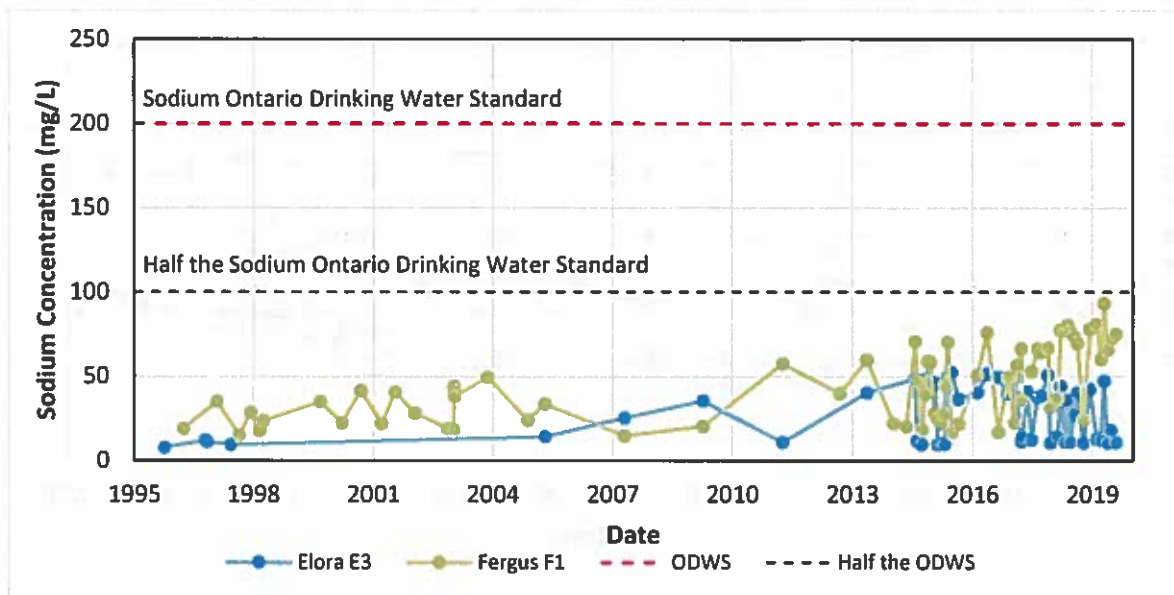 250
200
150
100
50
0
Sodium Concentration (mg/L)
Sodium Ontario Drinking Water Standard
Half the Sodium Ontario Drinking Water Standard
1995 1998 2001 2004 2007 2010 2013 2016 2019
Date
Elora E3 Fergus F1 ODWS Half the ODWS